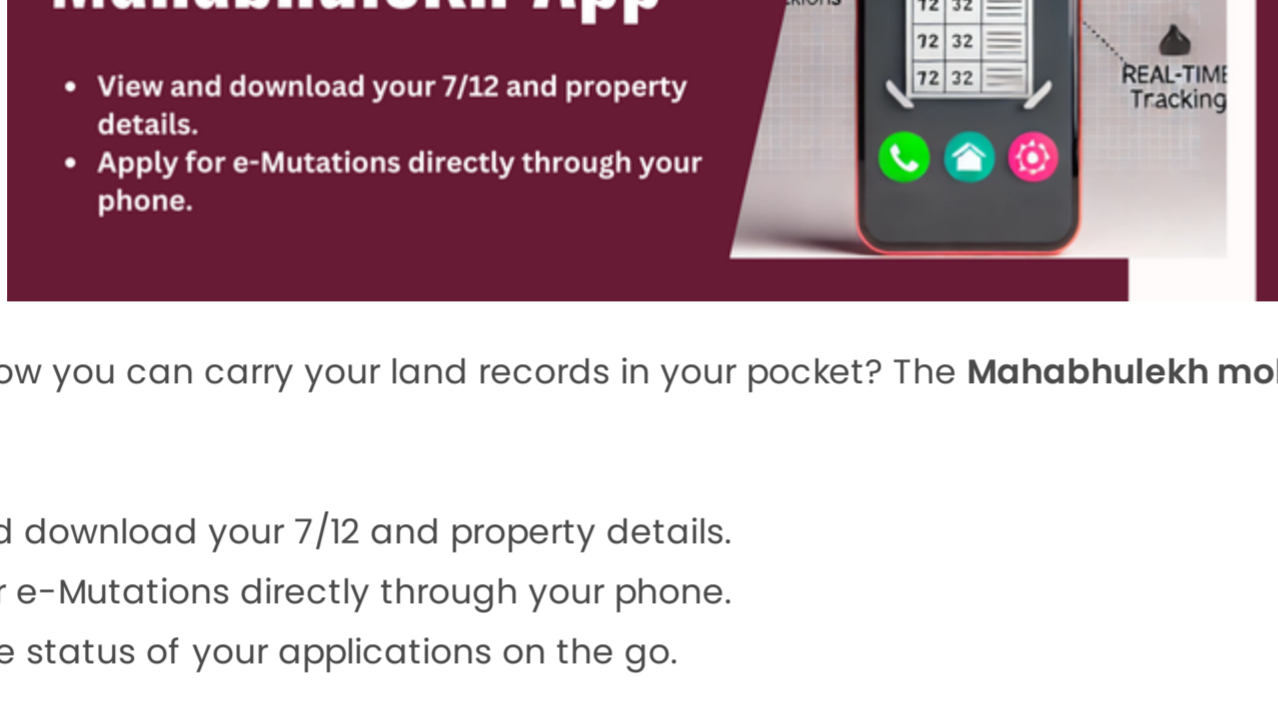 Mahabhulekh App
View and download your 7/12 and property
details.
Apply for e-Mutations directly through your
phone.
72 32
72 32
72 32
REAL-TIME
Tracking
ow you can carry your land records in your pocket? The Mahabhulekh mo
d download your 7/12 and property details.
r e-Mutations directly through your phone.
e status of your applications on the go.